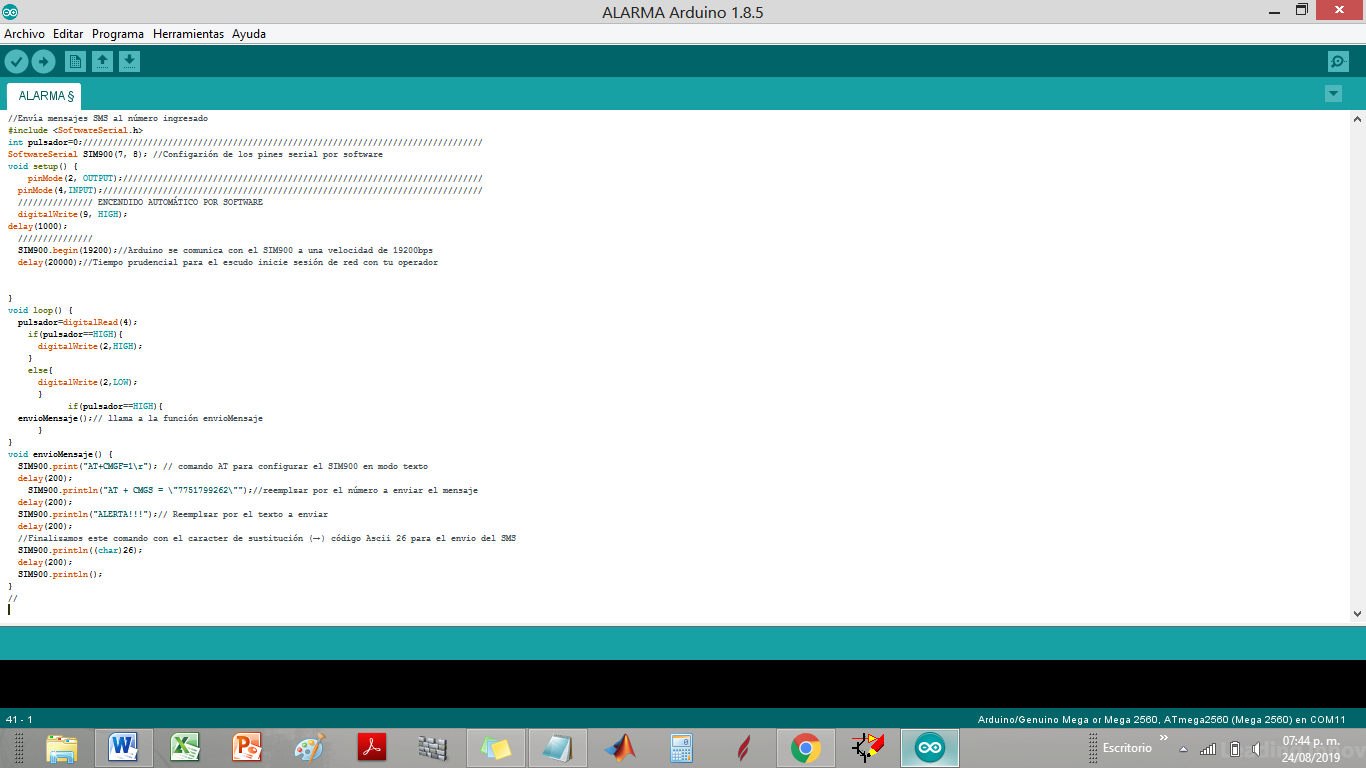 ALARMA Arduino 1.8.5
Archivo Editar Programa Herramientas Ayuda
ALARMA §
//Envía mensajes SMS al número ingresado
#include <SoftwareSerial.h>
int pulsador=0;////////////////////////////////////////////////////////////////////////////////
SoftwareSerial SIM900(7, 8); //Configarión de los pines serial por software
void setup() {
pinMode(2, OUTPUT);////////////////////////////////////////////////////////////////////////
pinMode(4,INPUT);////////////////////////////////////////////////////////////////////////////
/////////////// ENCENDIDO AUTOMÁTICO POR SOFTWARE
digitalWrite(9, HIGH);
delay(1000);
///////////////
SIM900.begin(19200);//Arduino se comunica con el SIM900 a una velocidad de 19200bps
delay(20000);//Tiempo prudencial para el escudo inicie sesión de red con tu operador
}
void loop() {
pulsador=digitalRead(4);
if(pulsador==HIGH){
digitalWrite(2,HIGH);
}
else{
digitalWrite(2,LOW);
}
if(pulsador==HIGH){
envioMensaje();// llama a la función envioMensaje
}
}
void envioMensaje() {
SIM900.print("AT+CMGF=1\r"); // comando AT para configurar el SIM900 en modo texto
delay(200);
SIM900.println("AT + CMGS = \"7751799262\"");//reemplsar por el número a enviar el mensaje
delay(200);
SIM900.println("ALERTA!!!");// Reemplsar por el texto a enviar
delay(200);
//Finalizamos este comando con el caracter de sustitución (→) código Ascii 26 para el envio del SMS
SIM900.println((char)26);
delay(200);
SIM900.println();
}
//
41 - 1
Arduino/Genuino Mega or Mega 2560, ATmega2560 (Mega 2560) en COM11
Escritorio
07:44 p. m.
24/08/2019